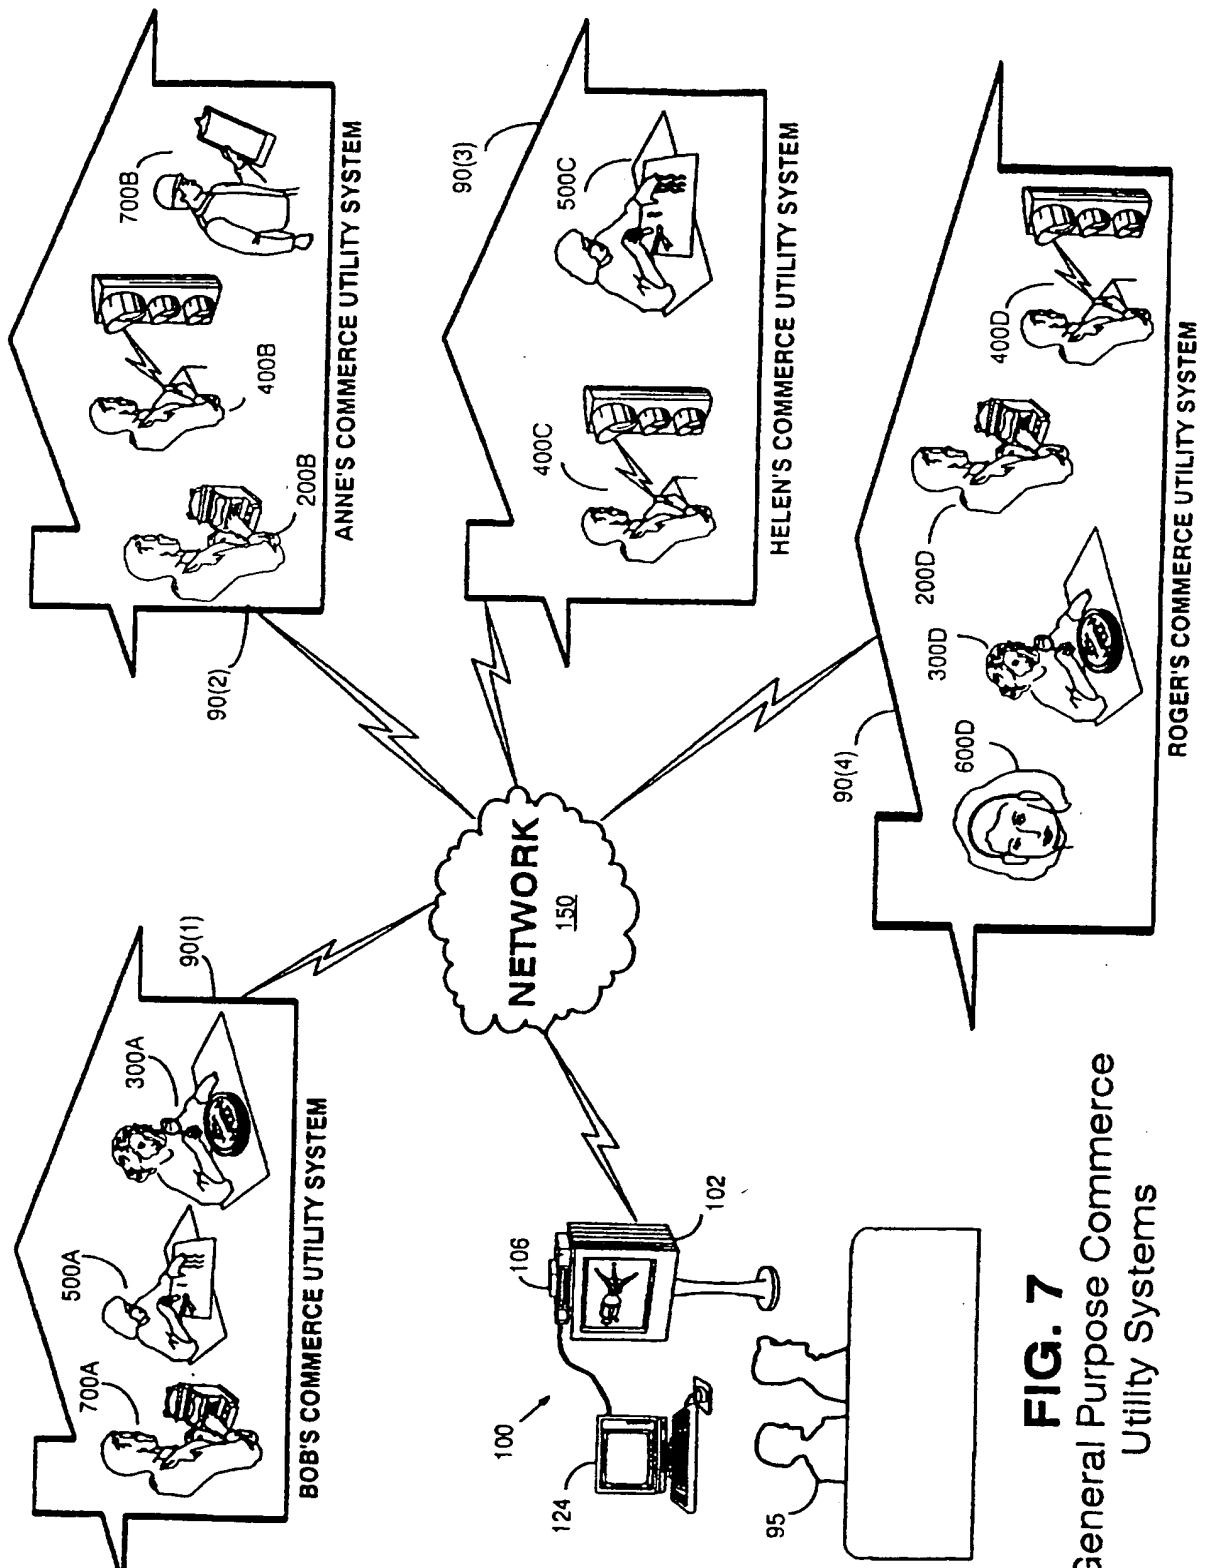 700A
500A
300A
90(1)
BOB'S COMMERCE UTILITY SYSTEM
90(2)
200B
400B
700B
ANNE'S COMMERCE UTILITY SYSTEM
90(3)
400C
500C
HELEN'S COMMERCE UTILITY SYSTEM
NETWORK
150
100
106
124
102
95
90(4)
600D
300D
200D
400D
ROGER'S COMMERCE UTILITY SYSTEM
FIG. 7
General Purpose Commerce
Utility Systems